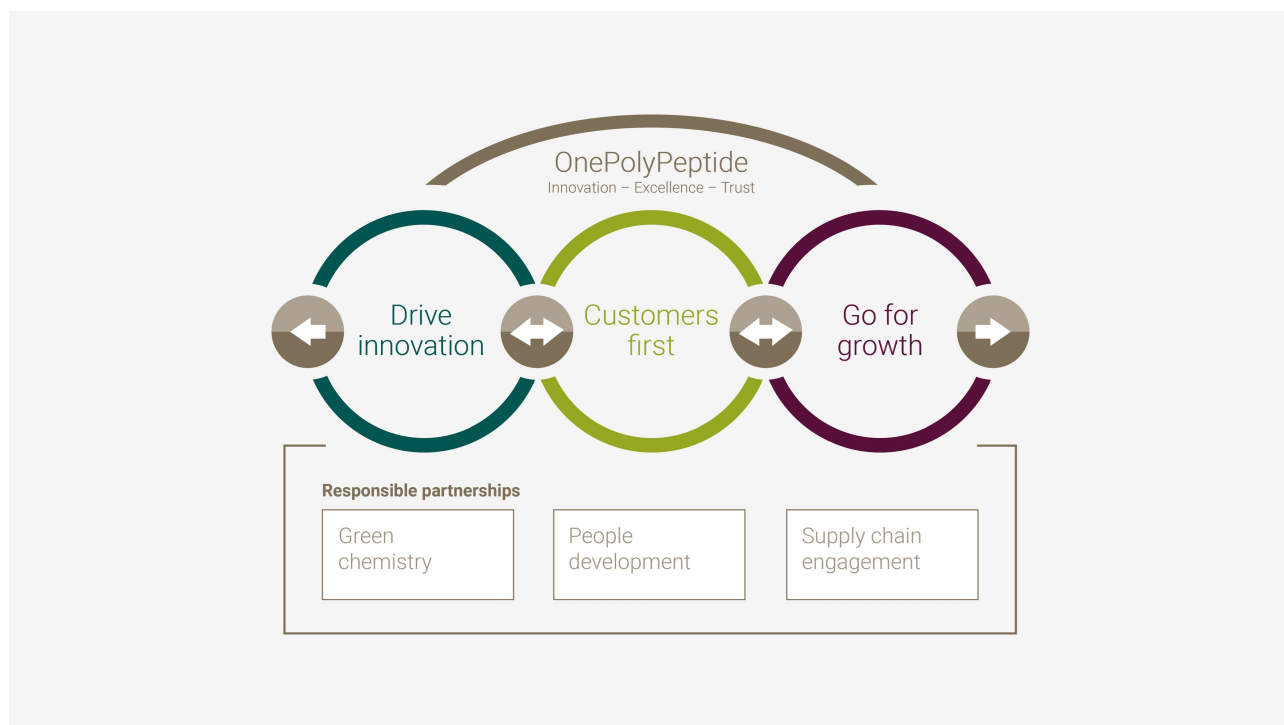 OnePolyPeptide
Innovation – Excellence – Trust
Drive
innovation
Customers
first
Go for
growth
Responsible partnerships
Green
chemistry
People
development
Supply chain
engagement